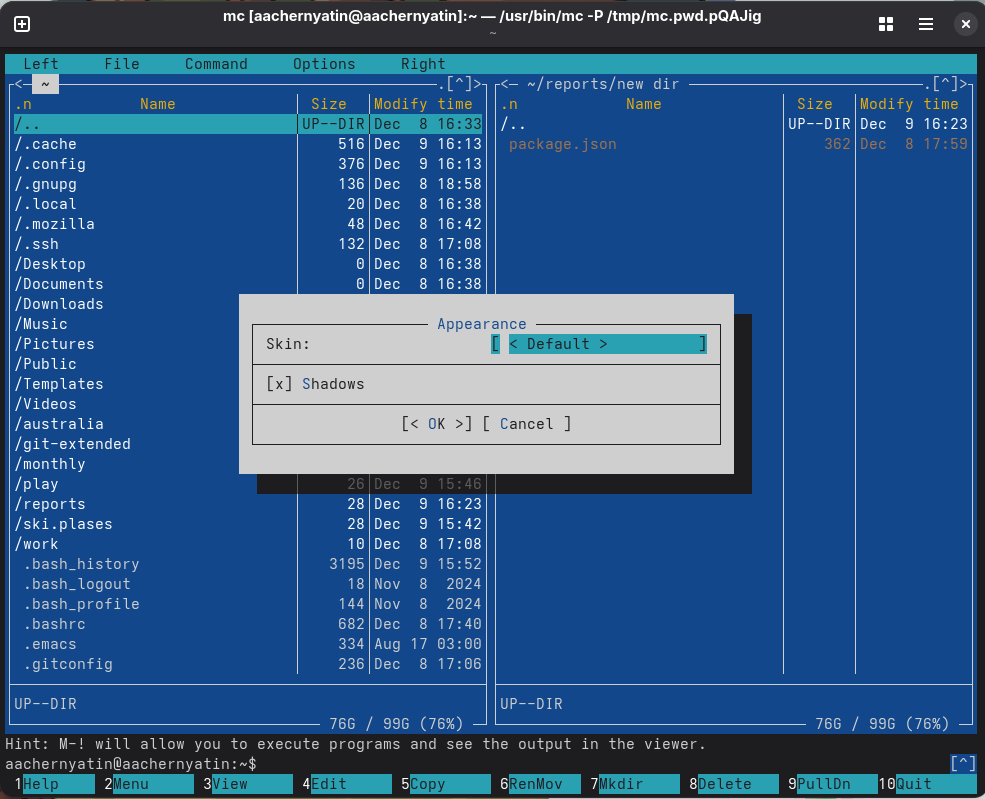 mc [aachernyatin@aachernyatin]:~ — /usr/bin/mc -P /tmp/mc.pwd.pQAJig
~
Left File Command Options Right
<— ~ .[^]> <— ~/reports/new dir .[^]>
.n Name Size Modify time .n Name Size Modify time
/.. UP--DIR Dec 8 16:33 /.. UP--DIR Dec 9 16:23
/.cache 516 Dec 9 16:13 package.json 362 Dec 8 17:59
/.config 376 Dec 9 16:13
/.gnupg 136 Dec 8 18:58
/.local 20 Dec 8 16:38
/.mozilla 48 Dec 8 16:42
/.ssh 132 Dec 8 17:08
/Desktop 0 Dec 8 16:38
/Documents 0 Dec 8 16:38
/Downloads
/Music Appearance
/Pictures Skin: [ < Default > ]
/Public
/Templates [x] Shadows
/Videos
/australia [< OK >] [ Cancel ]
/git-extended
/monthly
/play 26 Dec 9 15:46
/reports 28 Dec 9 16:23
/ski.plases 28 Dec 9 15:42
/work 10 Dec 8 17:08
.bash_history 3195 Dec 9 15:52
.bash_logout 18 Nov 8 2024
.bash_profile 144 Nov 8 2024
.bashrc 682 Dec 8 17:40
.emacs 334 Aug 17 03:00
.gitconfig 236 Dec 8 17:06
UP--DIR UP--DIR
76G / 99G (76%) 76G / 99G (76%)
Hint: M-! will allow you to execute programs and see the output in the viewer.
aachernyatin@aachernyatin:~$ [^]
1Help 2Menu 3View 4Edit 5Copy 6RenMov 7Mkdir 8Delete 9PullDn 10Quit